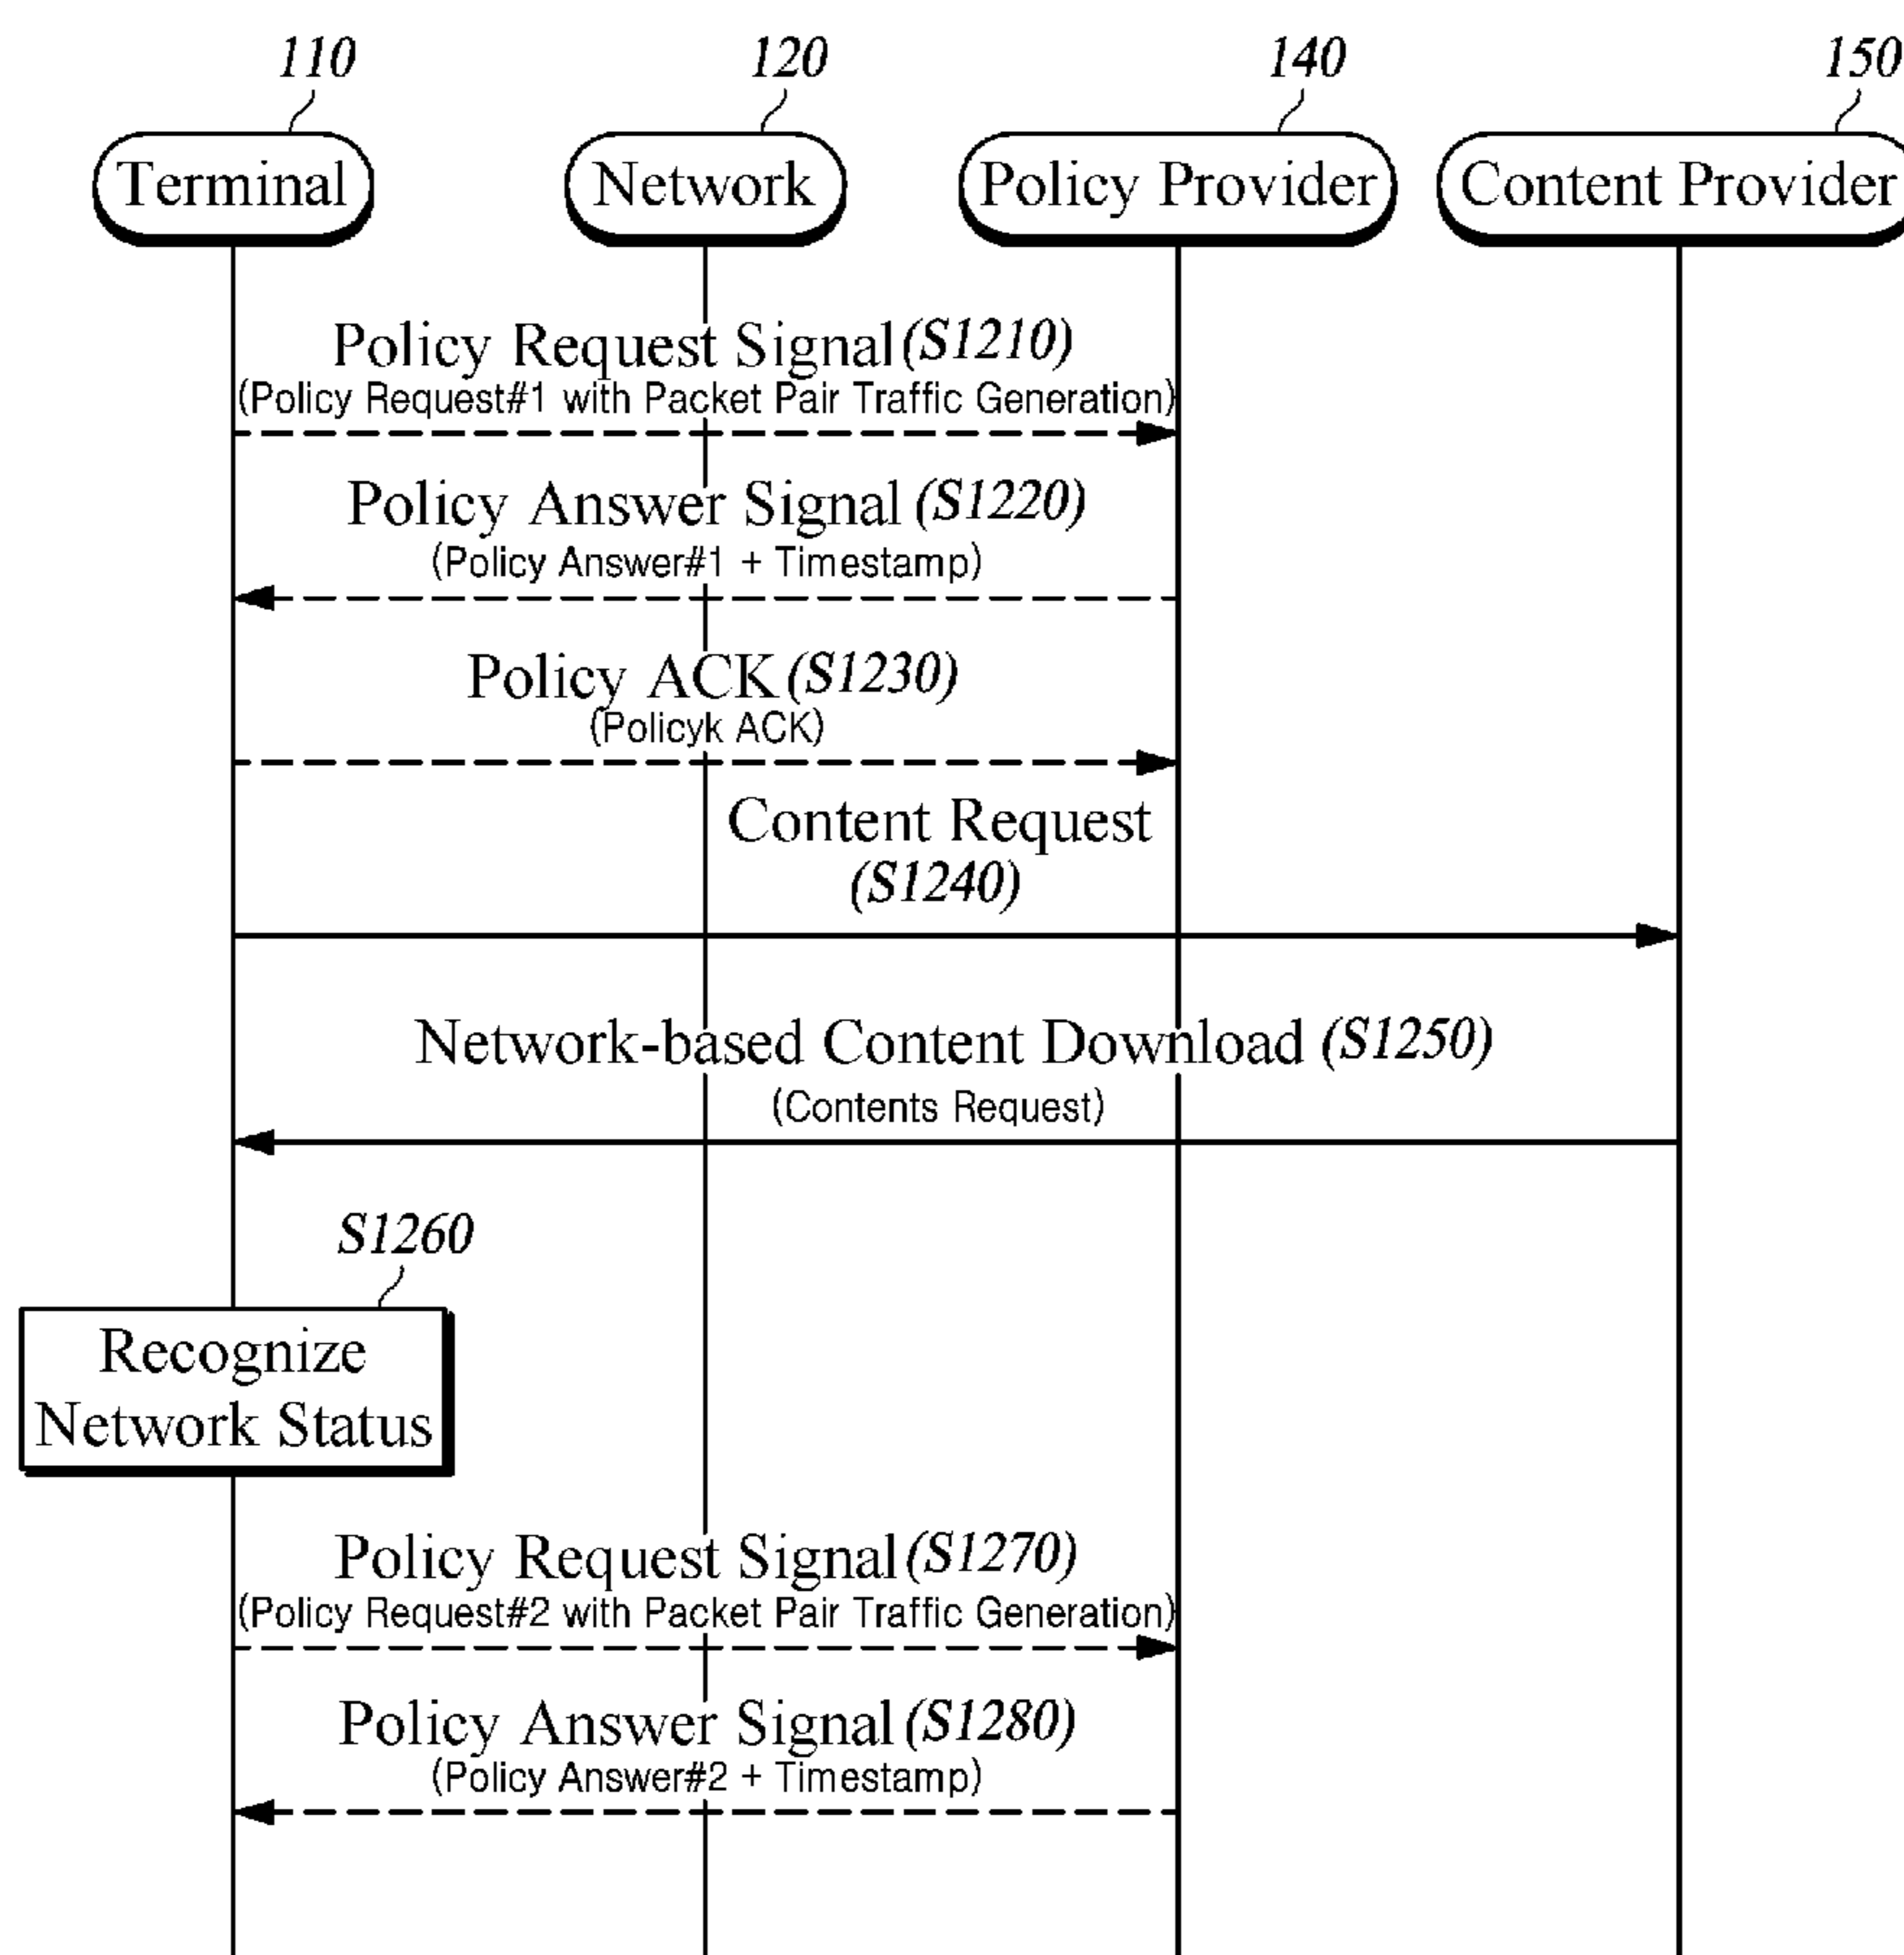 110
120
140
150
Terminal
Network
Policy Provider
Content Provider
Policy Request Signal(S1210)
(Policy Request#1 with Packet Pair Traffic Generation)
Policy Answer Signal (S1220)
(Policy Answer#1 + Timestamp)
Policy ACK(S1230)
(Policyk ACK)
Content Request
(S1240)
Network-based Content Download (S1250)
(Contents Request)
S1260
Recognize
Network Status
Policy Request Signal(S1270)
(Policy Request#2 with Packet Pair Traffic Generation)
Policy Answer Signal(S1280)
(Policy Answer#2 + Timestamp)